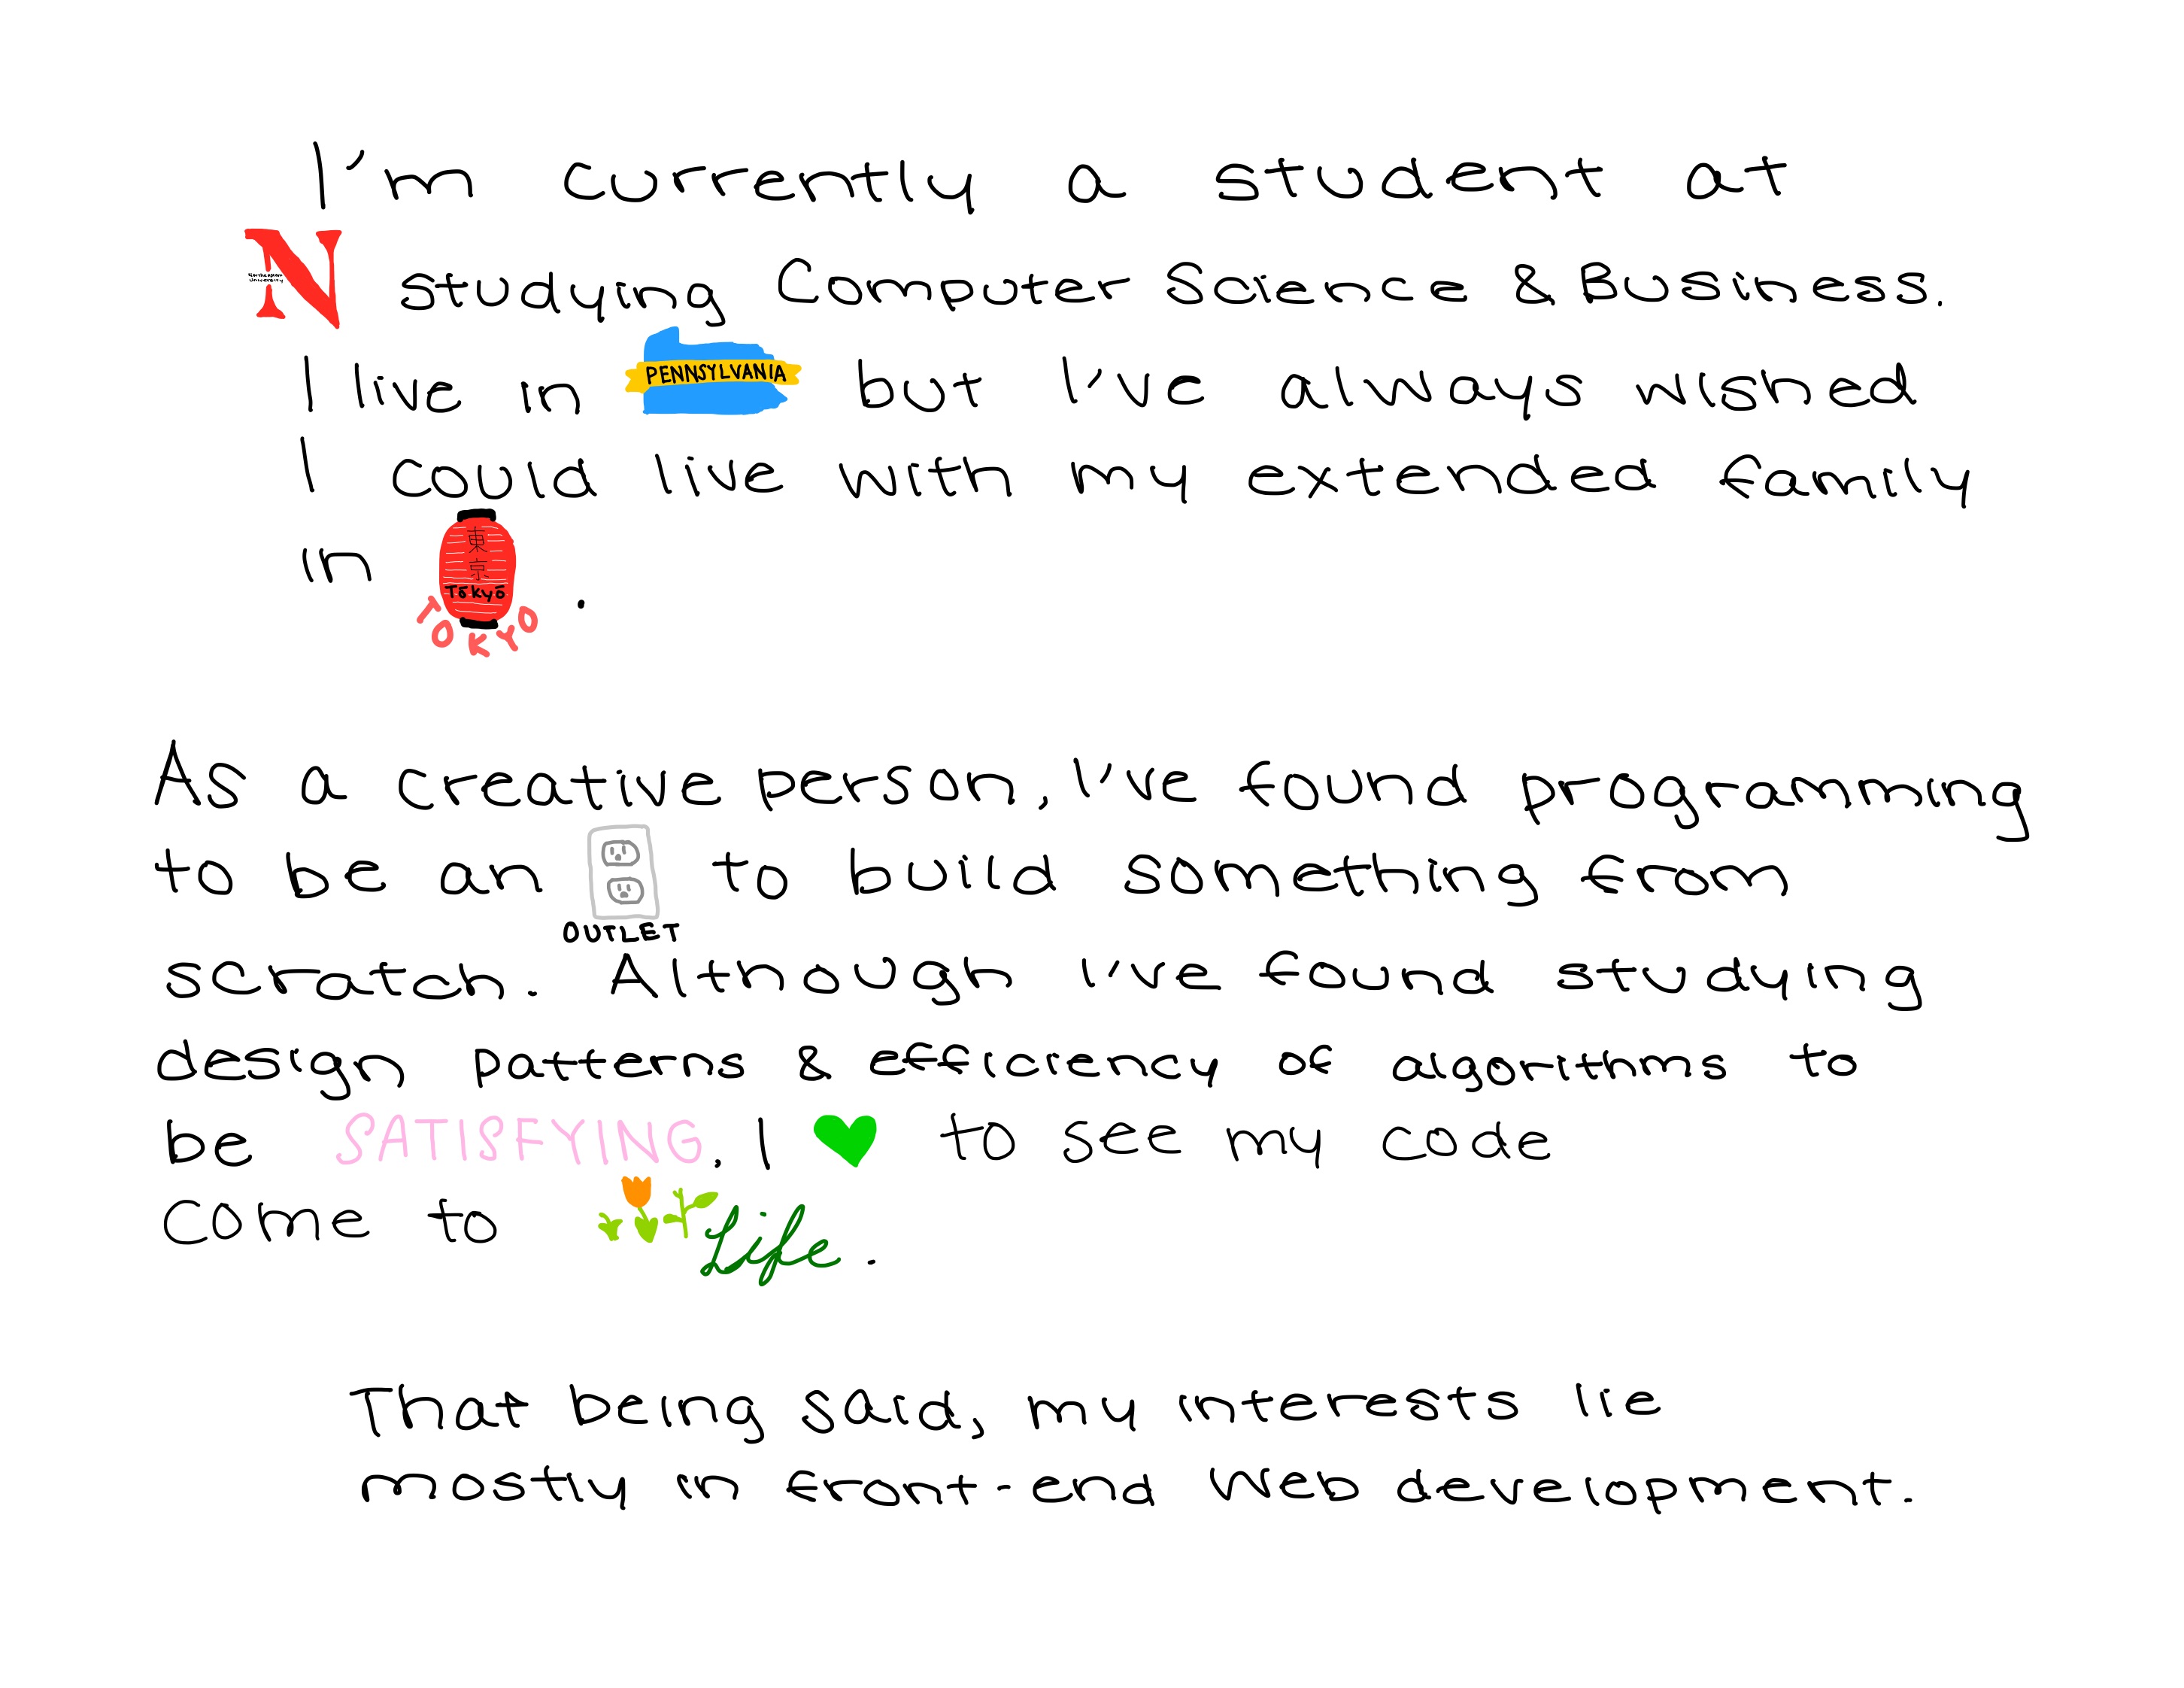 I'm currently a student at
N Northeastern University studying Computer Science & Business.
I live in PENNSYLVANIA but I've always wished
I could live with my extended family
in 東京 Tōkyō TOKYO .
As a creative person, I've found programming
to be an OUTLET to build something from
scratch. Although I've found studying
design patterns & efficiency of algorithms to
be SATISFYING, I ♥ to see my code
come to Life.
That being said, my interests lie
mostly in front-end web development.